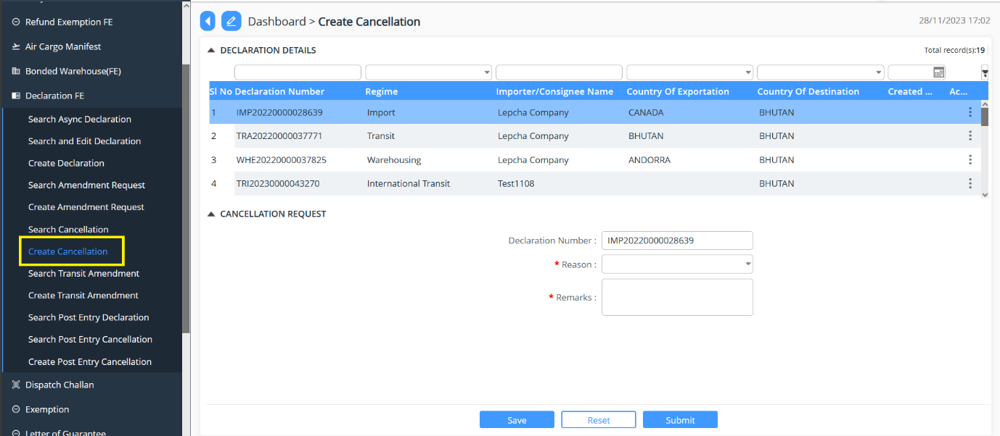 Refund Exemption FE
Air Cargo Manifest
Bonded Warehouse(FE)
Declaration FE
Search Async Declaration
Search and Edit Declaration
Create Declaration
Search Amendment Request
Create Amendment Request
Search Cancellation
Create Cancellation
Search Transit Amendment
Create Transit Amendment
Search Post Entry Declaration
Search Post Entry Cancellation
Create Post Entry Cancellation
Dispatch Challan
Exemption
Letter of Guarantee
Dashboard > Create Cancellation
28/11/2023 17:02
DECLARATION DETAILS
Total record(s):19
Sl No Declaration Number Regime Importer/Consignee Name Country Of Exportation Country Of Destination Created ... Ac...
1 IMP20220000028639 Import Lepcha Company CANADA BHUTAN
2 TRA20220000037771 Transit Lepcha Company BHUTAN BHUTAN
3 WHE20220000037825 Warehousing Lepcha Company ANDORRA BHUTAN
4 TRI20230000043270 International Transit Test1108 BHUTAN
CANCELLATION REQUEST
Declaration Number : IMP20220000028639
* Reason :
* Remarks :
Save Reset Submit